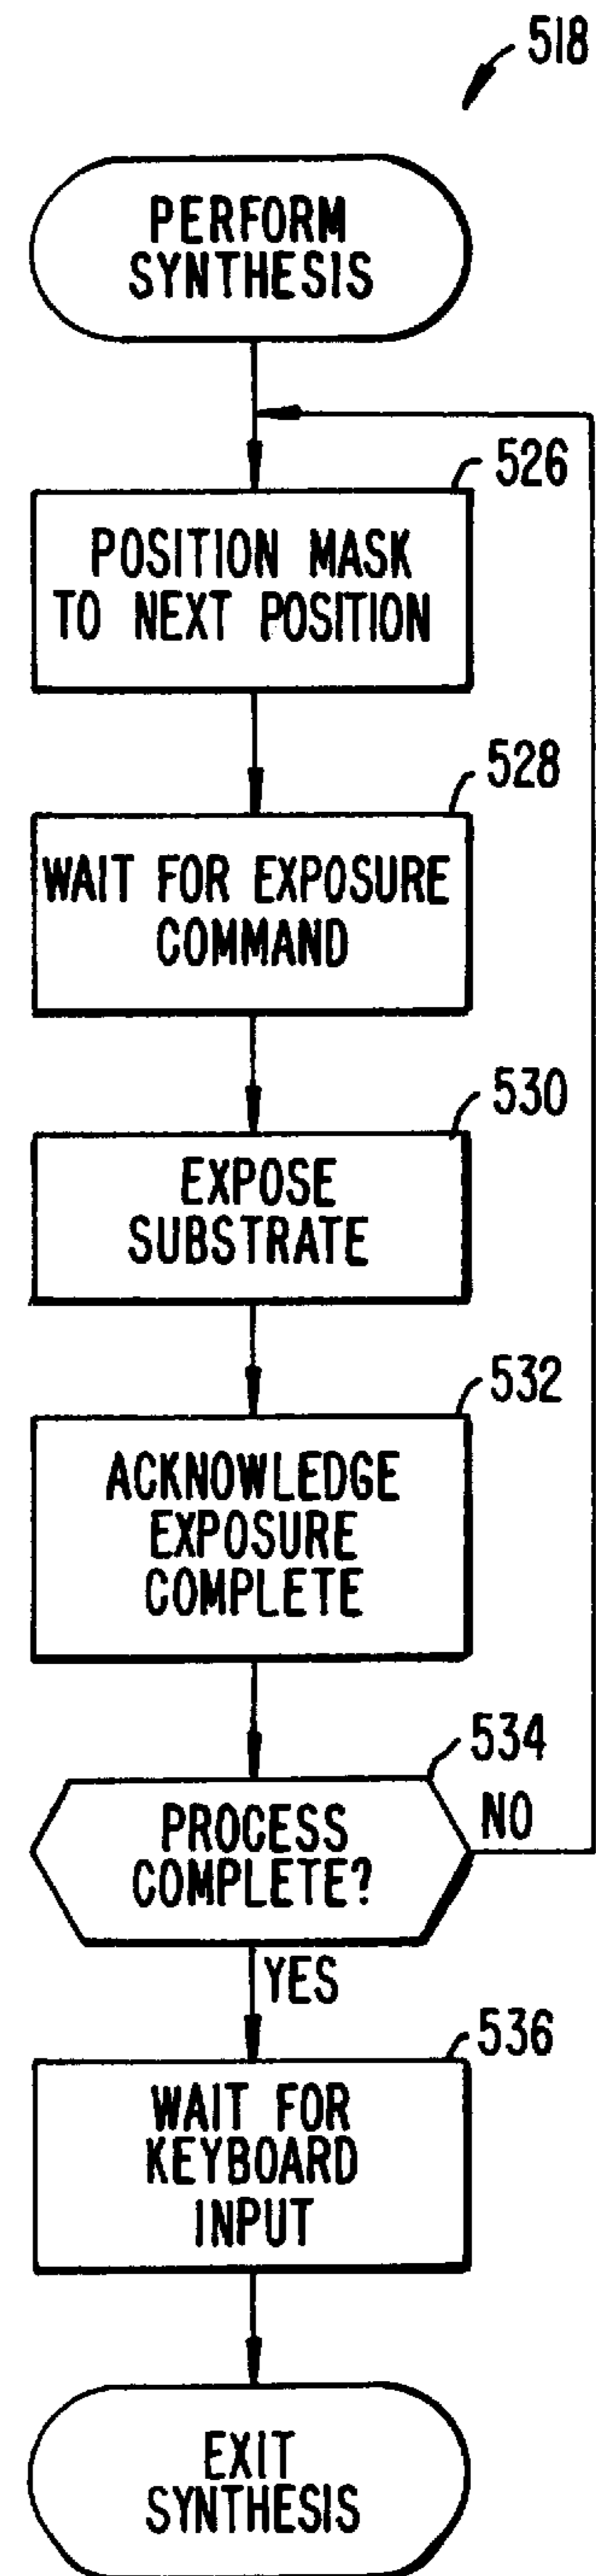 518
PERFORM
SYNTHESIS
526
POSITION MASK
TO NEXT POSITION
528
WAIT FOR EXPOSURE
COMMAND
530
EXPOSE
SUBSTRATE
532
ACKNOWLEDGE
EXPOSURE
COMPLETE
534
PROCESS
COMPLETE?
NO
YES
536
WAIT FOR
KEYBOARD
INPUT
EXIT
SYNTHESIS